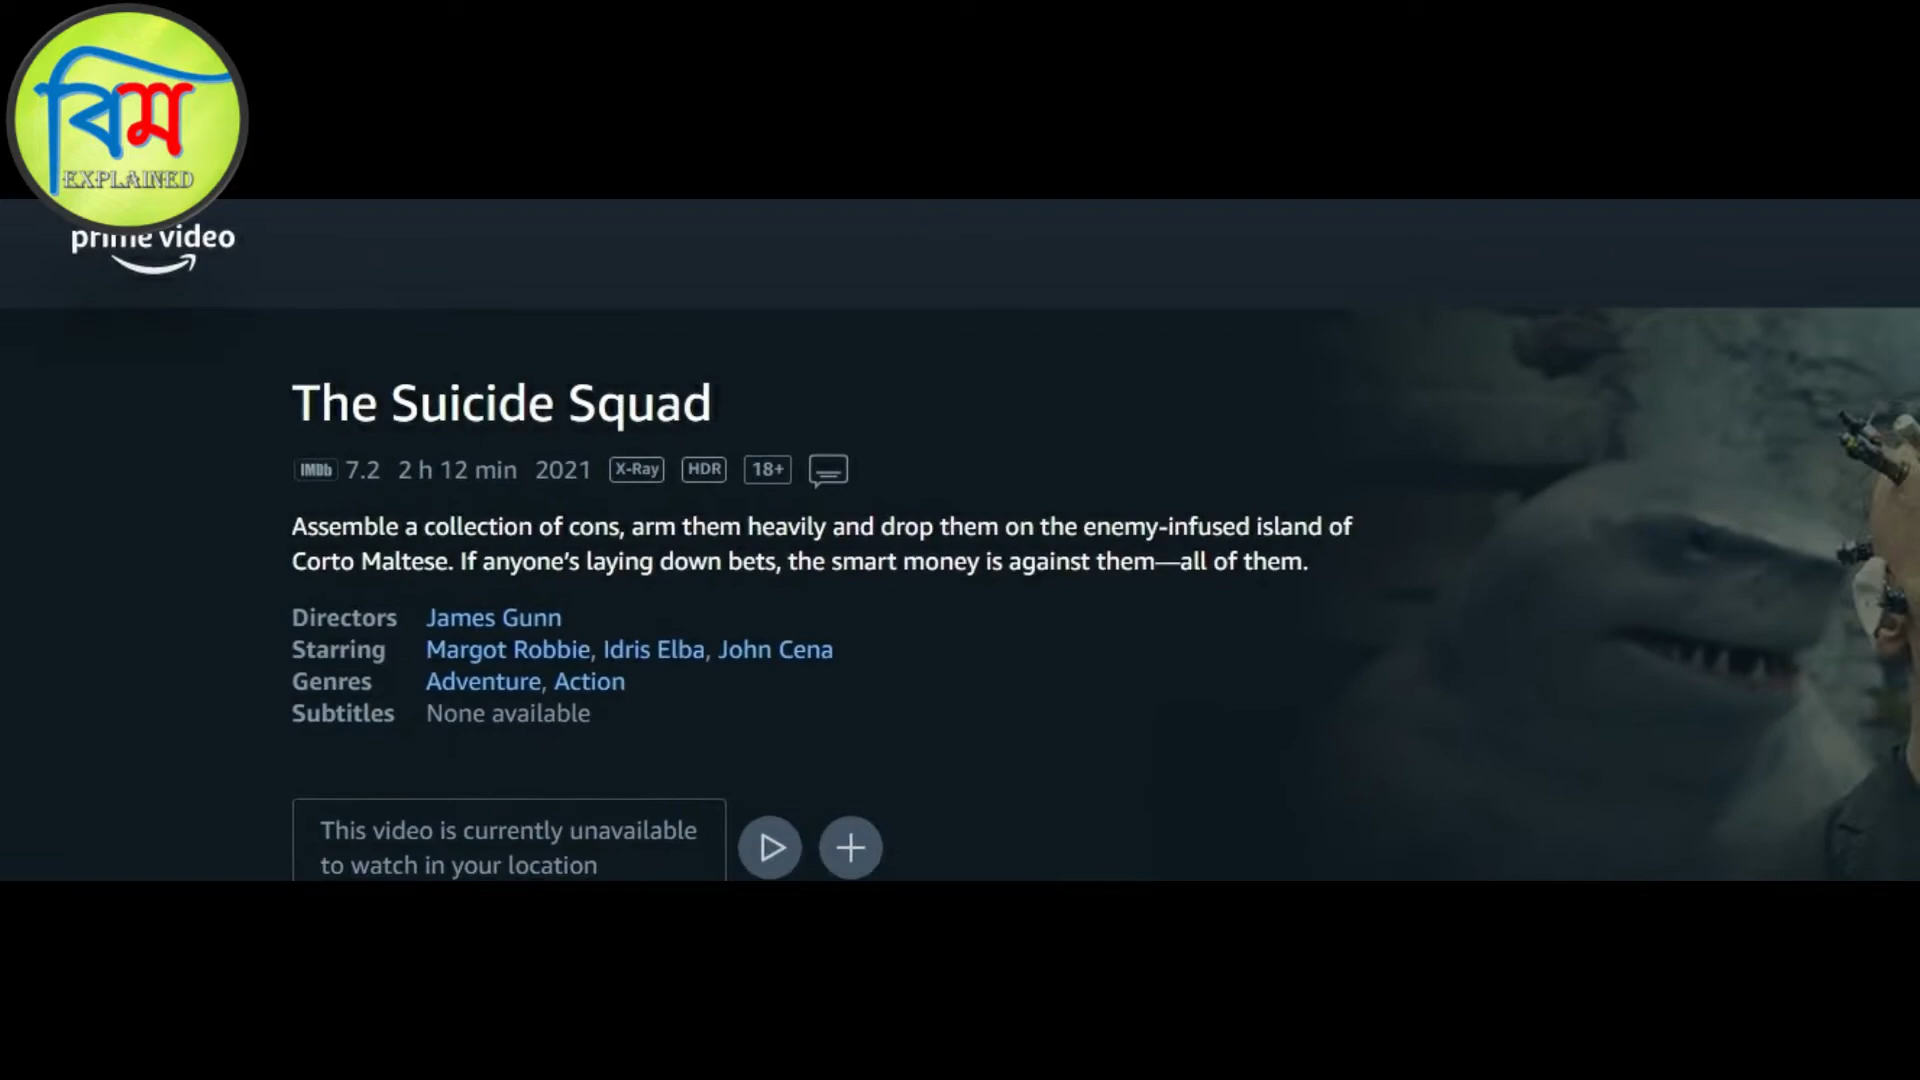 বিম্ল
EXPLAINED
prime video
The Suicide Squad
IMDb 7.2 2 h 12 min 2021 X-Ray HDR 18+
Assemble a collection of cons, arm them heavily and drop them on the enemy-infused island of
Corto Maltese. If anyone’s laying down bets, the smart money is against them—all of them.
Directors James Gunn
Starring Margot Robbie, Idris Elba, John Cena
Genres Adventure, Action
Subtitles None available
This video is currently unavailable
to watch in your location